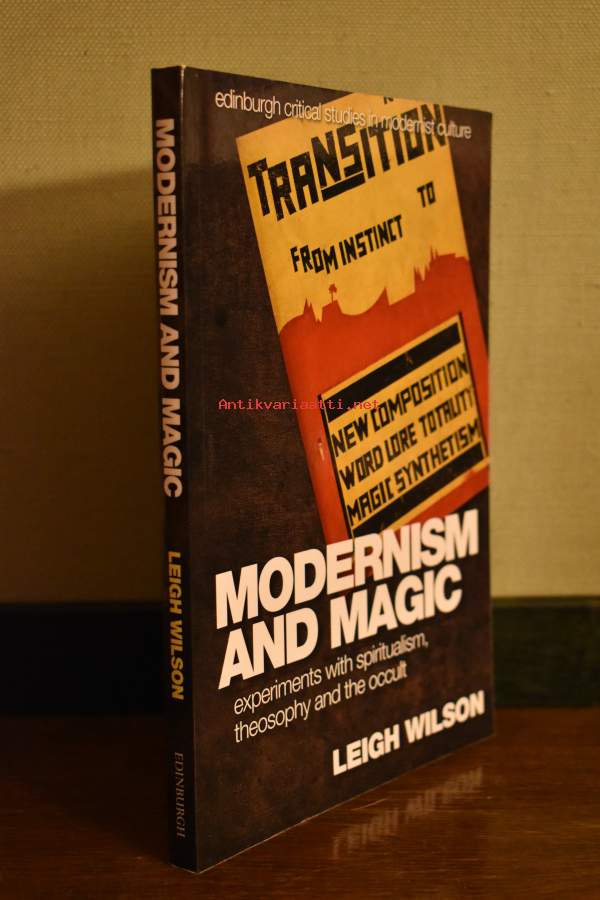 MODERNISM AND MAGIC
LEIGH WILSON
EDINBURGH
edinburgh critical studies in modernist culture
TRANSITION
FROM INSTINCT TO
NEW COMPOSITION
WORD LORE TOTALITY
MAGIC SYNTHETISM
Antikvariaatti.net
MODERNISM
AND MAGIC
experiments with spiritualism,
theosophy and the occult
LEIGH WILSON